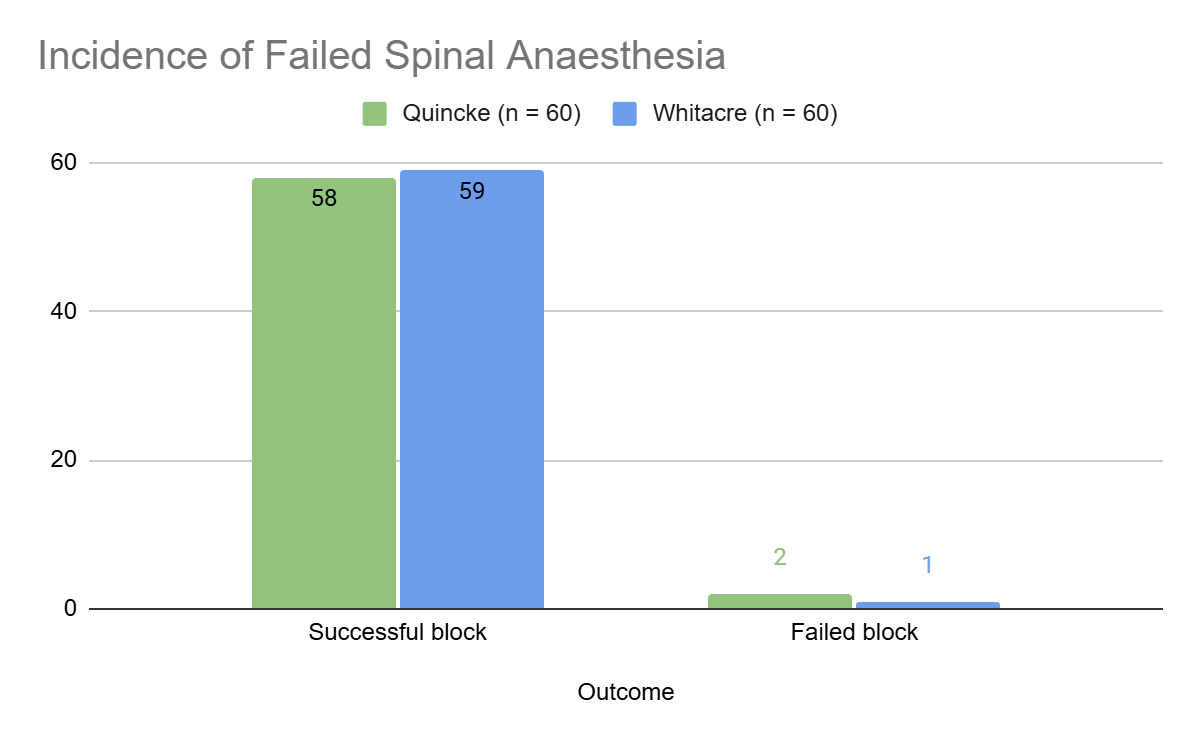 Incidence of Failed Spinal Anaesthesia
Quincke (n = 60) Whitacre (n = 60)
60
58 59
40
20
2 1
0
Successful block Failed block
Outcome